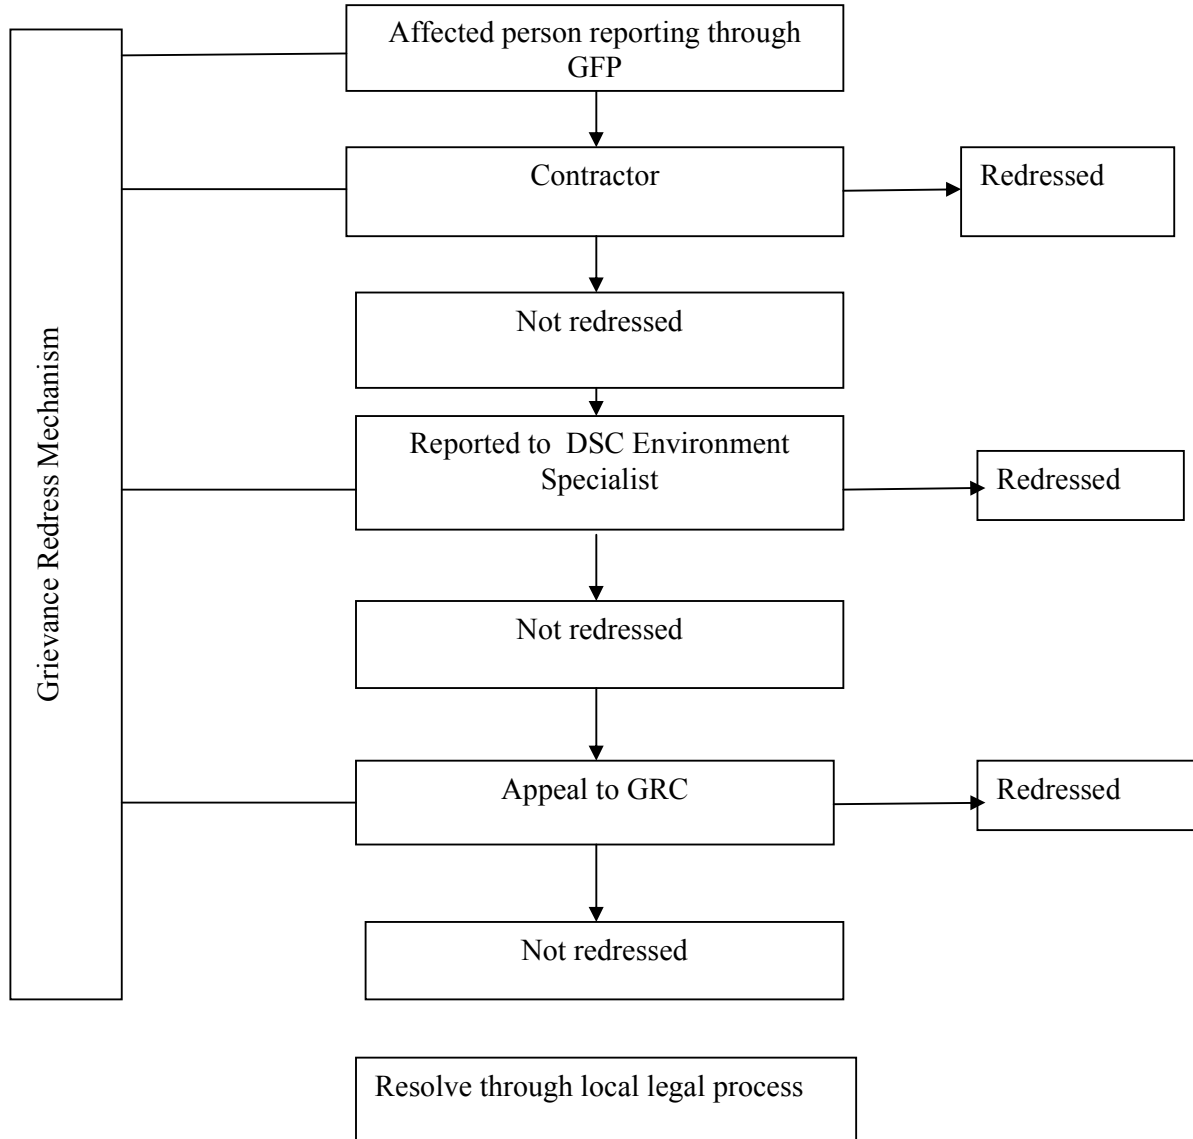 Affected person reporting through
GFP
Contractor
Redressed
Not redressed
Grievance Redress Mechanism
Reported to  DSC Environment
Specialist
Redressed
Not redressed
Appeal to GRC
Redressed
Not redressed
Resolve through local legal process